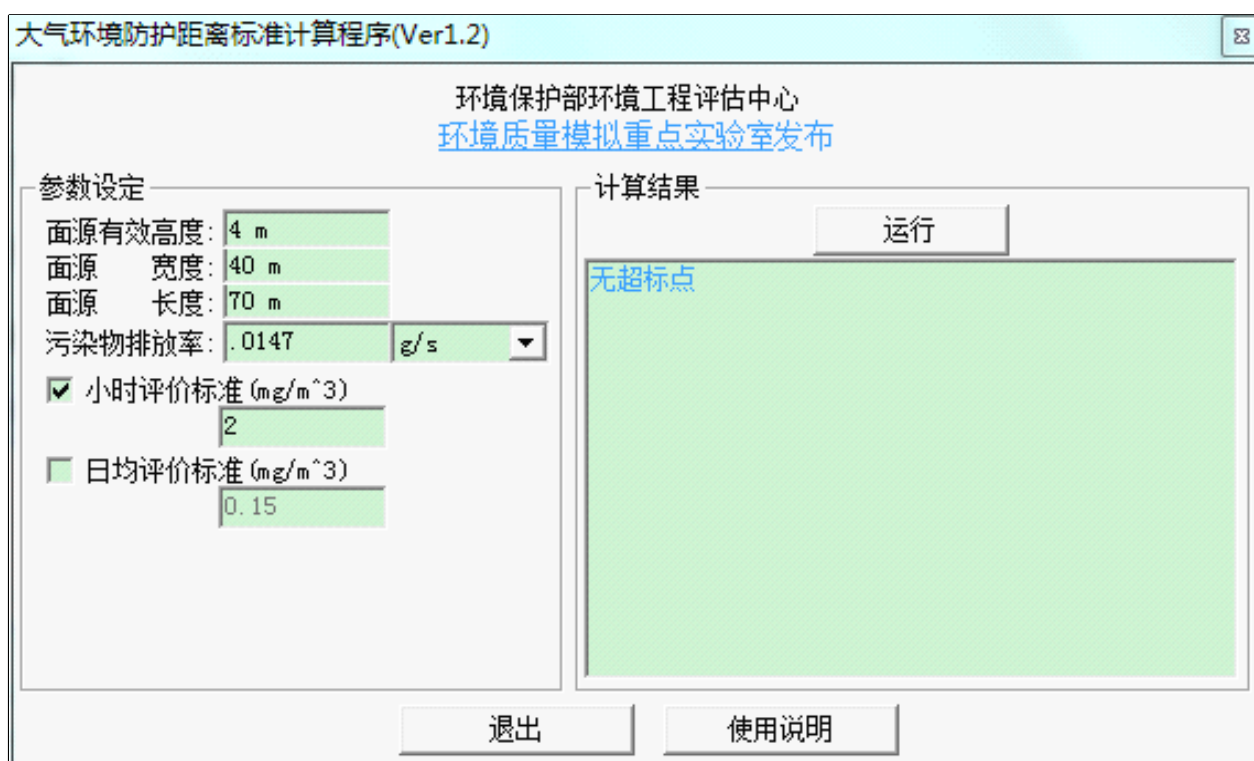 大气环境防护距离标准计算程序(Ver1.2)
环境保护部环境工程评估中心
环境质量模拟重点实验室发布
参数设定
面源有效高度: 4 m
面源 宽度: 40 m
面源 长度: 70 m
污染物排放率: .0147 g/s
小时评价标准(mg/m^3)
2
日均评价标准(mg/m^3)
0.15
计算结果
运行
无超标点
退出 使用说明